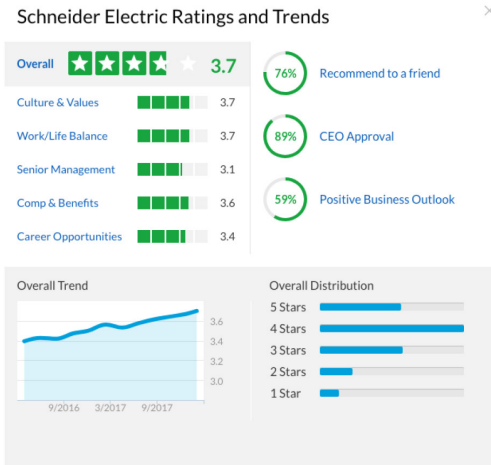 Schneider Electric Ratings and Trends
Overall 3.7
Culture & Values 3.7
Work/Life Balance 3.7
Senior Management 3.1
Comp & Benefits 3.6
Career Opportunities 3.4
76% Recommend to a friend
89% CEO Approval
59% Positive Business Outlook
Overall Trend
3.6
3.4
3.2
3.0
9/2016 3/2017 9/2017
Overall Distribution
5 Stars
4 Stars
3 Stars
2 Stars
1 Star